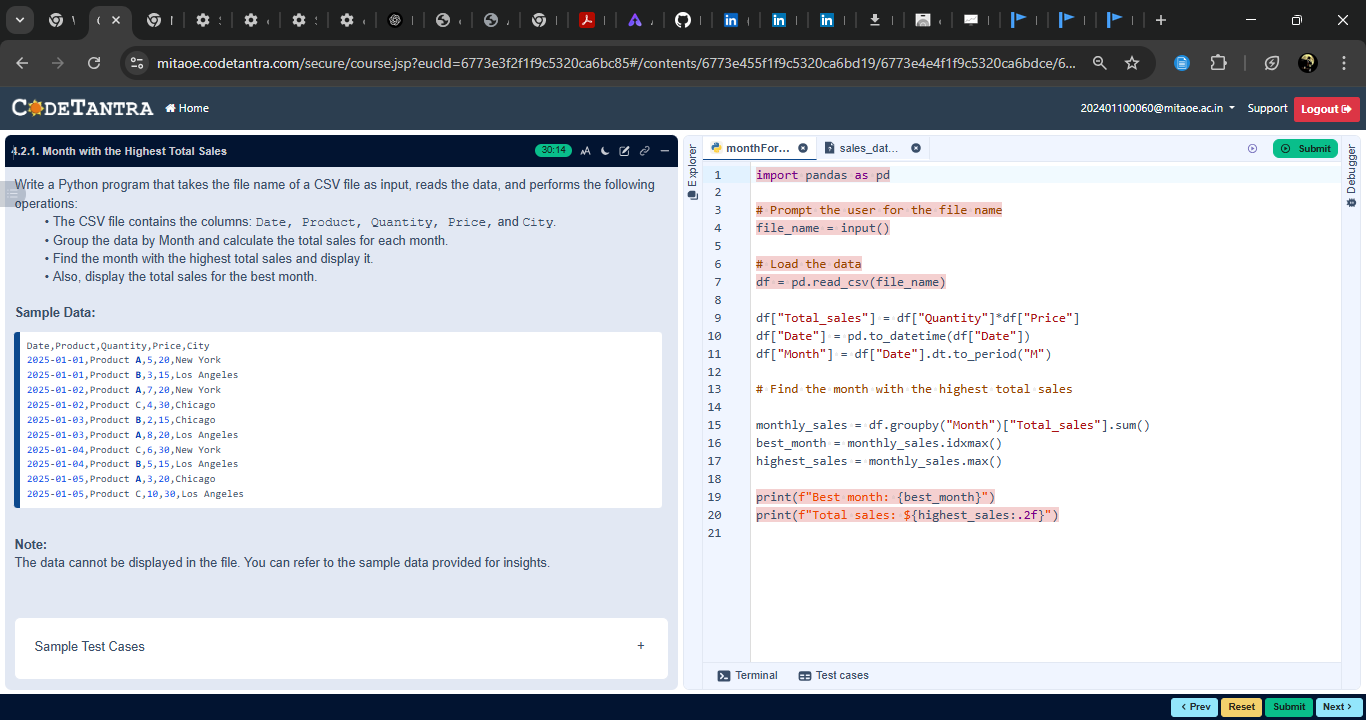 mitaoe.codetantra.com/secure/course.jsp?eucId=6773e3f2f1f9c5320ca6bc85#/contents/6773e455f1f9c5320ca6bd19/6773e4e4f1f9c5320ca6bdce/6...
CODETANTRA
Home
202401100060@mitaoe.ac.in
Support
Logout
4.2.1. Month with the Highest Total Sales
30:14
Write a Python program that takes the file name of a CSV file as input, reads the data, and performs the following
operations:
• The CSV file contains the columns: Date, Product, Quantity, Price, and City.
• Group the data by Month and calculate the total sales for each month.
• Find the month with the highest total sales and display it.
• Also, display the total sales for the best month.
Sample Data:
Date,Product,Quantity,Price,City
2025-01-01,Product A,5,20,New York
2025-01-01,Product B,3,15,Los Angeles
2025-01-02,Product A,7,20,New York
2025-01-02,Product C,4,30,Chicago
2025-01-03,Product B,2,15,Chicago
2025-01-03,Product A,8,20,Los Angeles
2025-01-04,Product C,6,30,New York
2025-01-04,Product B,5,15,Los Angeles
2025-01-05,Product A,3,20,Chicago
2025-01-05,Product C,10,30,Los Angeles
Note:
The data cannot be displayed in the file. You can refer to the sample data provided for insights.
Sample Test Cases
+
Explorer
monthFor...
sales_dat...
Submit
Debugger
1 import pandas as pd
2
3 # Prompt the user for the file name
4 file_name = input()
5
6 # Load the data
7 df = pd.read_csv(file_name)
8
9 df["Total_sales"] = df["Quantity"]*df["Price"]
10 df["Date"] = pd.to_datetime(df["Date"])
11 df["Month"] = df["Date"].dt.to_period("M")
12
13 # Find the month with the highest total sales
14
15 monthly_sales = df.groupby("Month")["Total_sales"].sum()
16 best_month = monthly_sales.idxmax()
17 highest_sales = monthly_sales.max()
18
19 print(f"Best month: {best_month}")
20 print(f"Total sales: ${highest_sales:.2f}")
21
Terminal
Test cases
< Prev
Reset
Submit
Next >